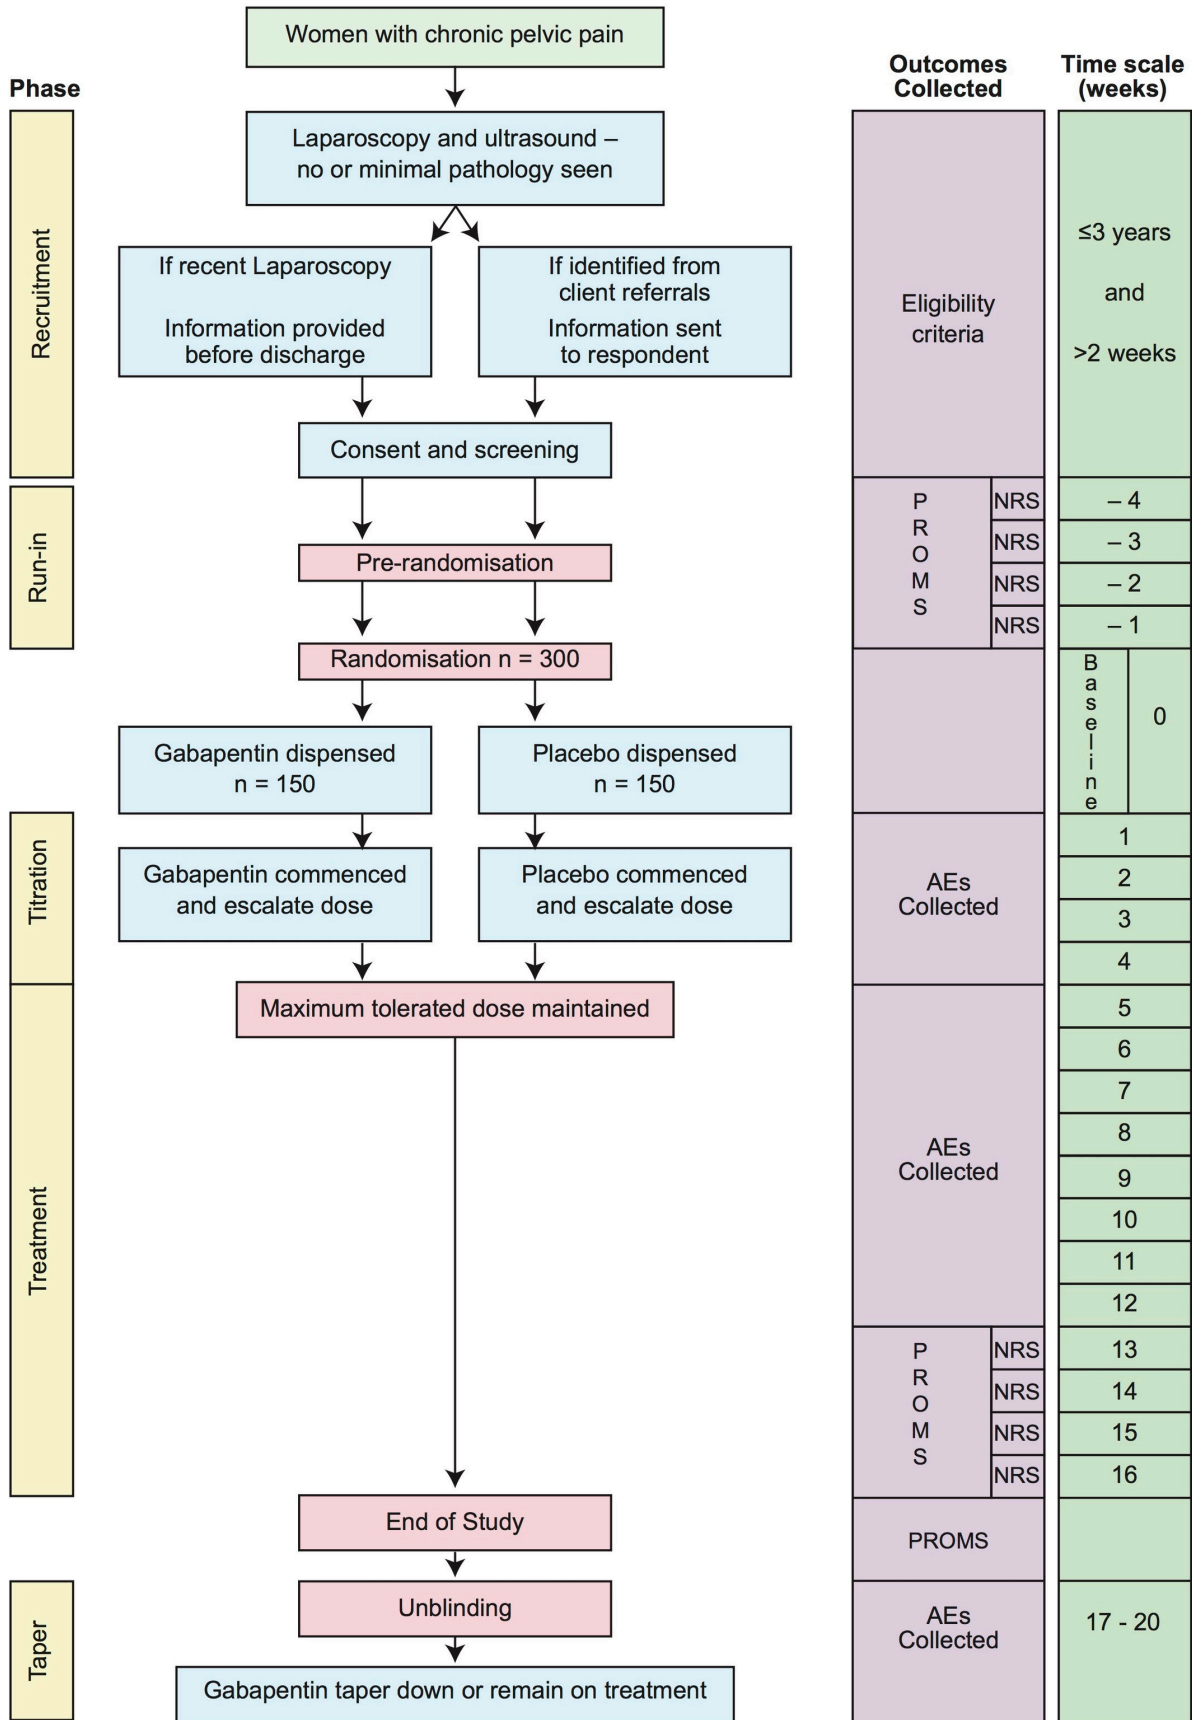 Women with chronic pelvic pain
Phase
Outcomes
Collected
Time scale
(weeks)
Recruitment
Laparoscopy and ultrasound –
no or minimal pathology seen
If recent Laparoscopy
Information provided
before discharge
If identified from
client referrals
Information sent
to respondent
Consent and screening
Eligibility
criteria
≤3 years
and
>2 weeks
Run-in
Pre-randomisation
Randomisation n = 300
P
R
O
M
S
NRS
NRS
NRS
NRS
– 4
– 3
– 2
– 1
Gabapentin dispensed
n = 150
Placebo dispensed
n = 150
Baseline
0
Titration
Gabapentin commenced
and escalate dose
Placebo commenced
and escalate dose
AEs
Collected
1
2
3
4
Treatment
Maximum tolerated dose maintained
AEs
Collected
5
6
7
8
9
10
11
12
P
R
O
M
S
NRS
NRS
NRS
NRS
13
14
15
16
End of Study
PROMS
Taper
Unblinding
Gabapentin taper down or remain on treatment
AEs
Collected
17 - 20